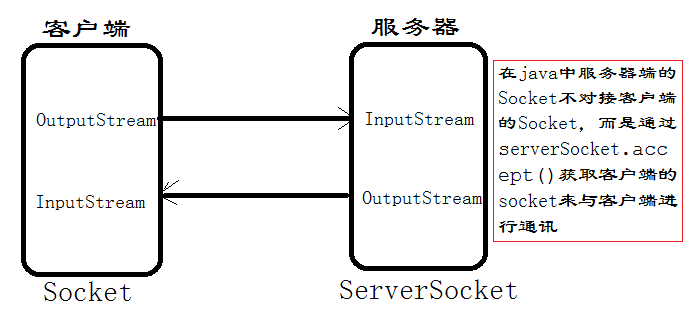 客户端
服务器
OutputStream
InputStream
InputStream
OutputStream
Socket
ServerSocket
在java中服务器端的
Socket不对接客户端
的Socket，而是通过
serverSocket.acc
ept()获取客户端的
socket来与客户端进
行通讯